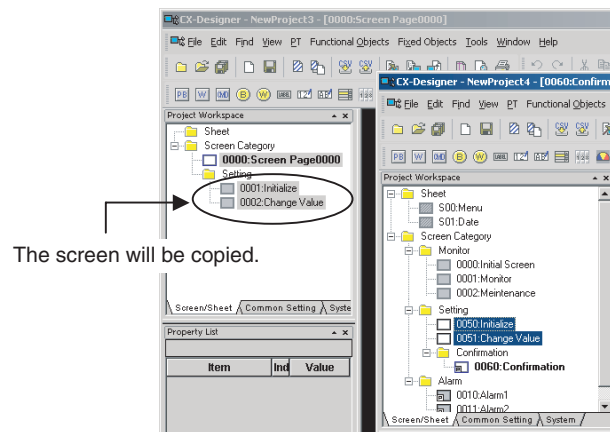 CX-Designer - NewProject3 - [0000:Screen Page0000]
File Edit Find View PT Functional Objects Fixed Objects Tools Window Help
Project Workspace
Sheet
Screen Category
0000:Screen Page0000
Setting
0001:Initialize
0002:Change Value
The screen will be copied.
Screen/Sheet Common Setting Syste
Property List
Item Ind Value
CX-Designer - NewProject4 - [0060:Confirm
File Edit Find View PT Functional Objects
Project Workspace
Sheet
S00:Menu
S01:Date
Screen Category
Monitor
0000:Initial Screen
0001:Monitor
0002:Meintenance
Setting
0050:Initialize
0051:Change Value
Confirmation
0060:Confirmation
Alarm
0010:Alarm1
0011:Alarm2
Screen/Sheet Common Setting System